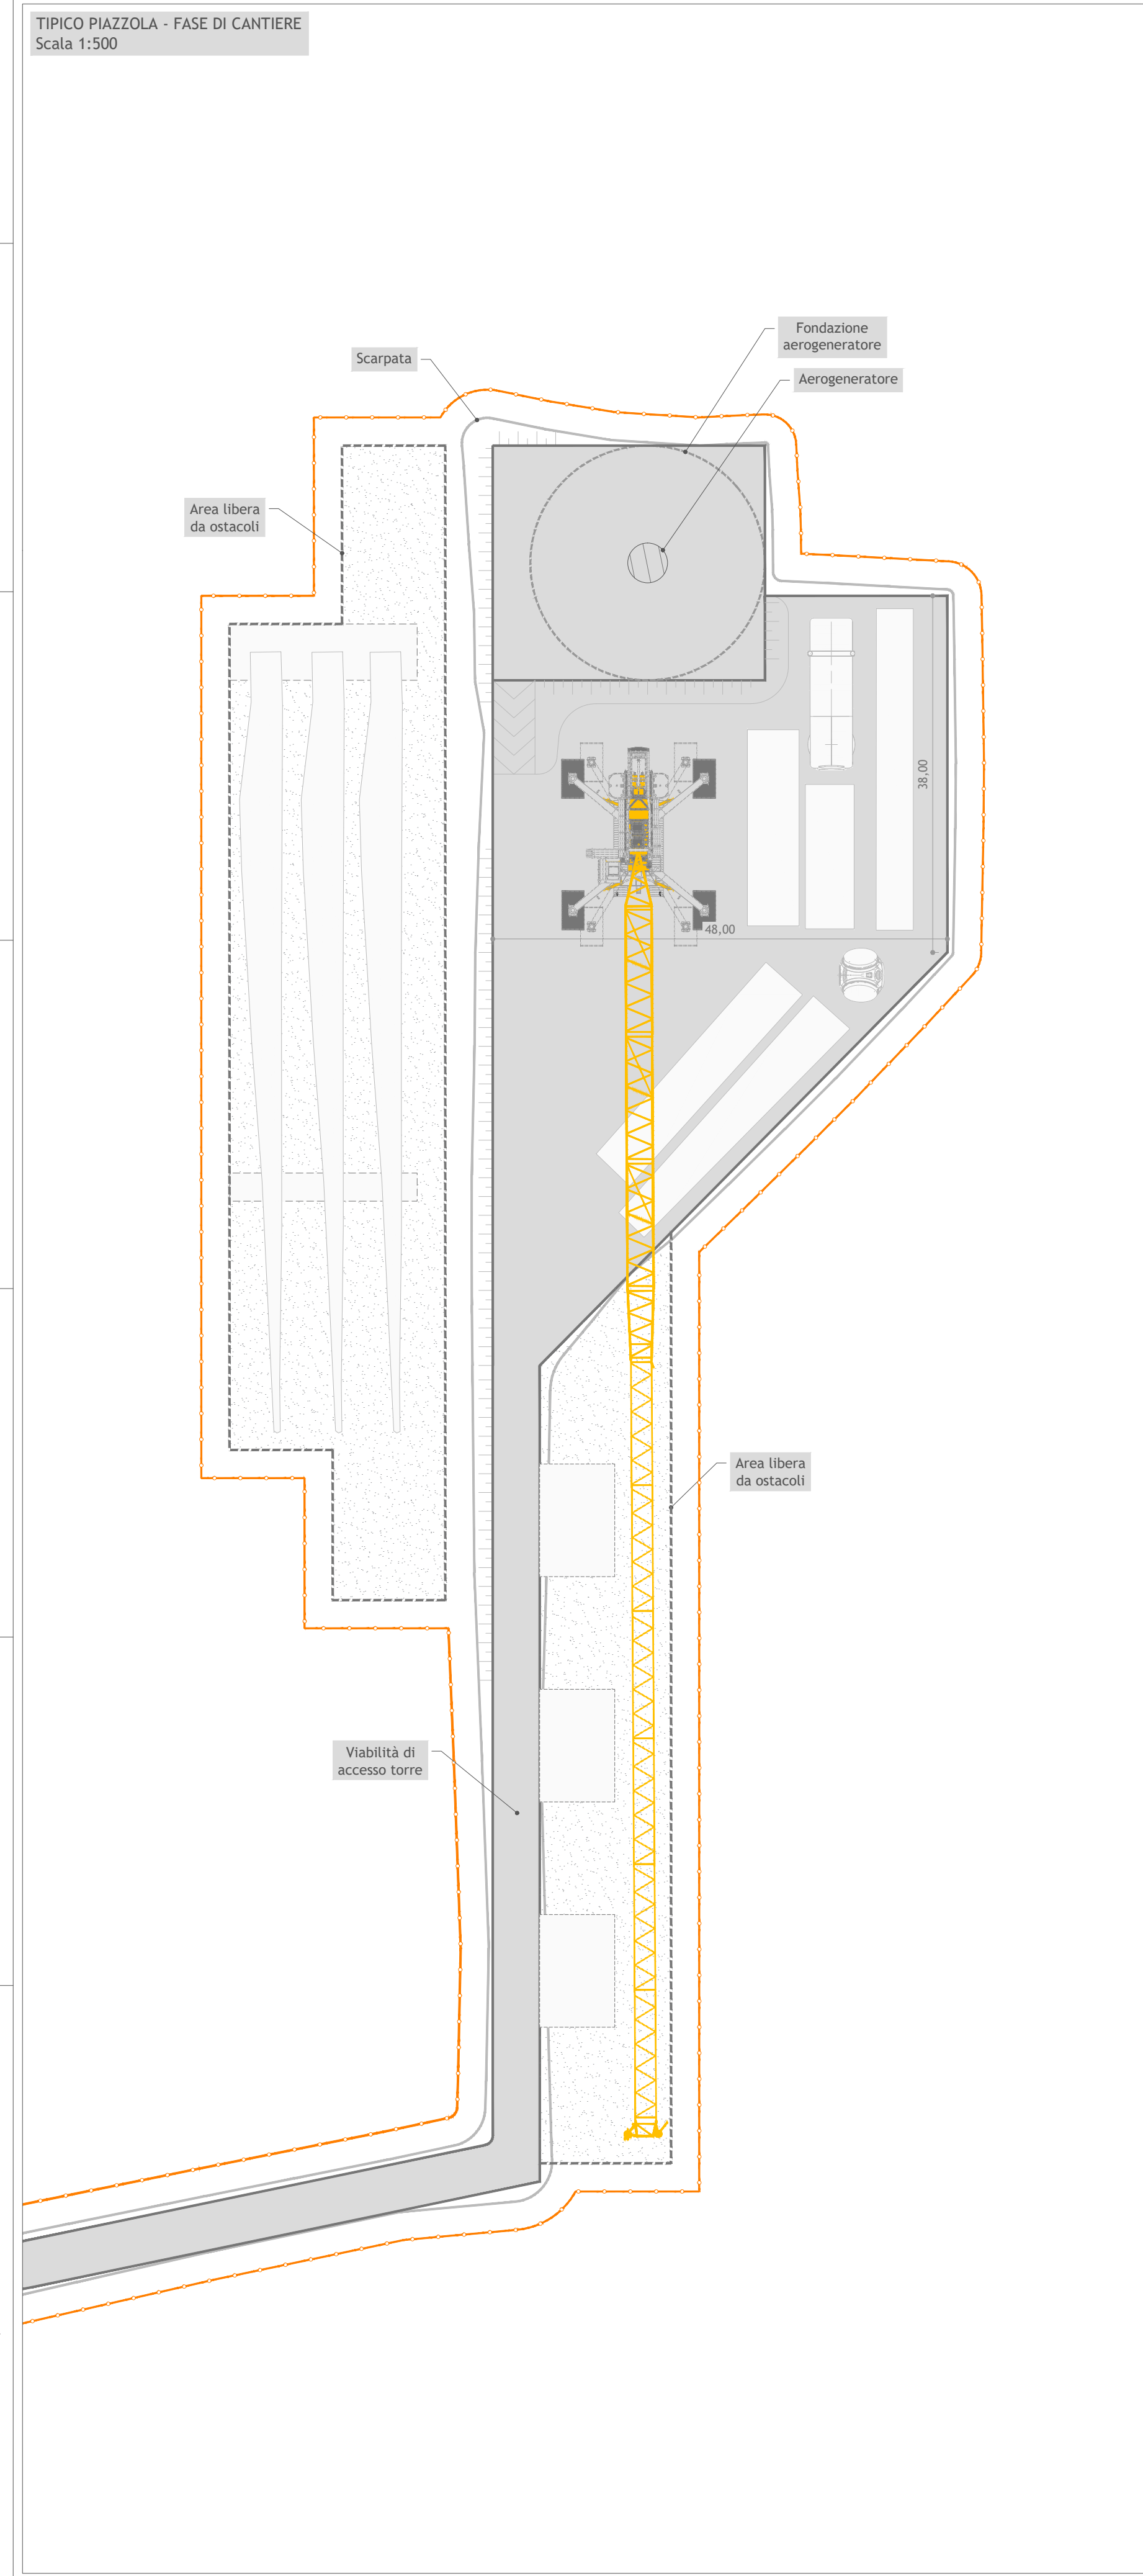 TIPICO PIAZZOLA - FASE DI CANTIERE
Scala 1:500
Fondazione
aerogeneratore
Scarpata
Aerogeneratore
Area libera
da ostacoli
38,00
48,00
Area libera
da ostacoli
Viabilità di
accesso torre